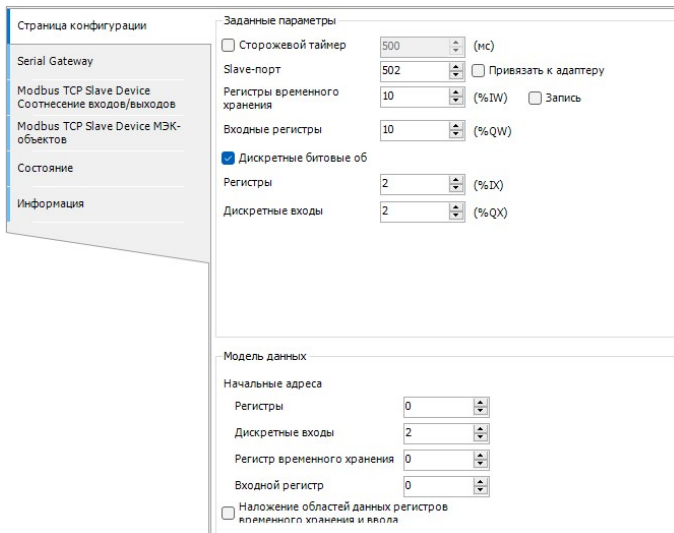 Страница конфигурации
Serial Gateway
Modbus TCP Slave Device
Соотнесение входов/выходов
Modbus TCP Slave Device МЭК-
объектов
Состояние
Информация
Заданные параметры
Сторожевой таймер 500 (мс)
Slave-порт 502 Привязать к адаптеру
Регистры временного
хранения 10 (%IW) Запись
Входные регистры 10 (%QW)
Дискретные битовые об
Регистры 2 (%IX)
Дискретные входы 2 (%QX)
Модель данных
Начальные адреса
Регистры 0
Дискретные входы 2
Регистр временного хранения 0
Входной регистр 0
Наложение областей данных регистров
временного хранения и ввода